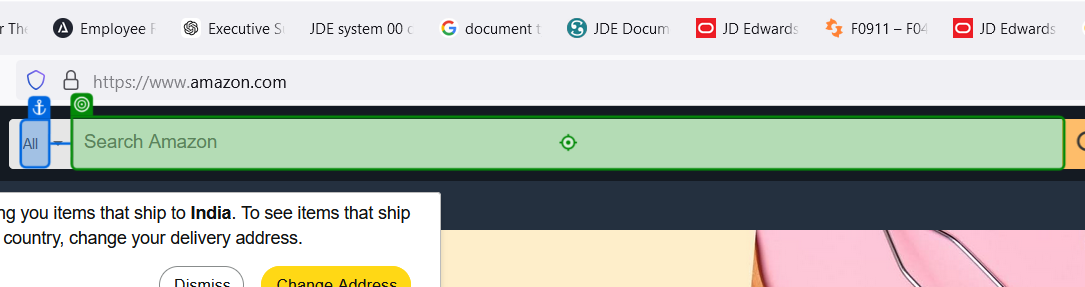 r The Employee F Executive Su JDE system 00 c document t JDE Docum JD Edwards F0911 – F04 JD Edwards
https://www.amazon.com
All Search Amazon
ng you items that ship to India. To see items that ship
country, change your delivery address.
Dismiss Change Address